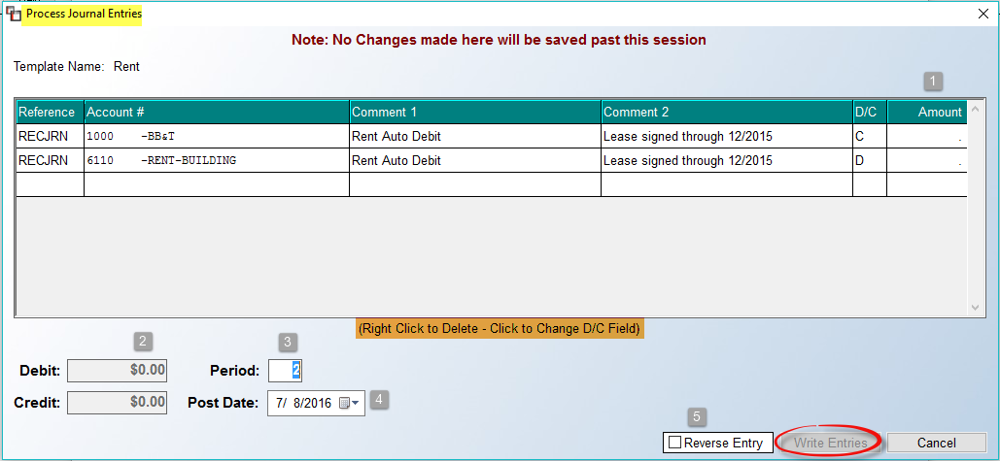 Process Journal Entries
Note: No Changes made here will be saved past this session
Template Name: Rent
1
Reference Account # Comment 1 Comment 2 D/C Amount
RECJRN 1000 -BB&T Rent Auto Debit Lease signed through 12/2015 C .
RECJRN 6110 -RENT-BUILDING Rent Auto Debit Lease signed through 12/2015 D .
(Right Click to Delete - Click to Change D/C Field)
2 3
Debit: $0.00 Period: 2
Credit: $0.00 Post Date: 7/ 8/2016 4
5
Reverse Entry Write Entries Cancel